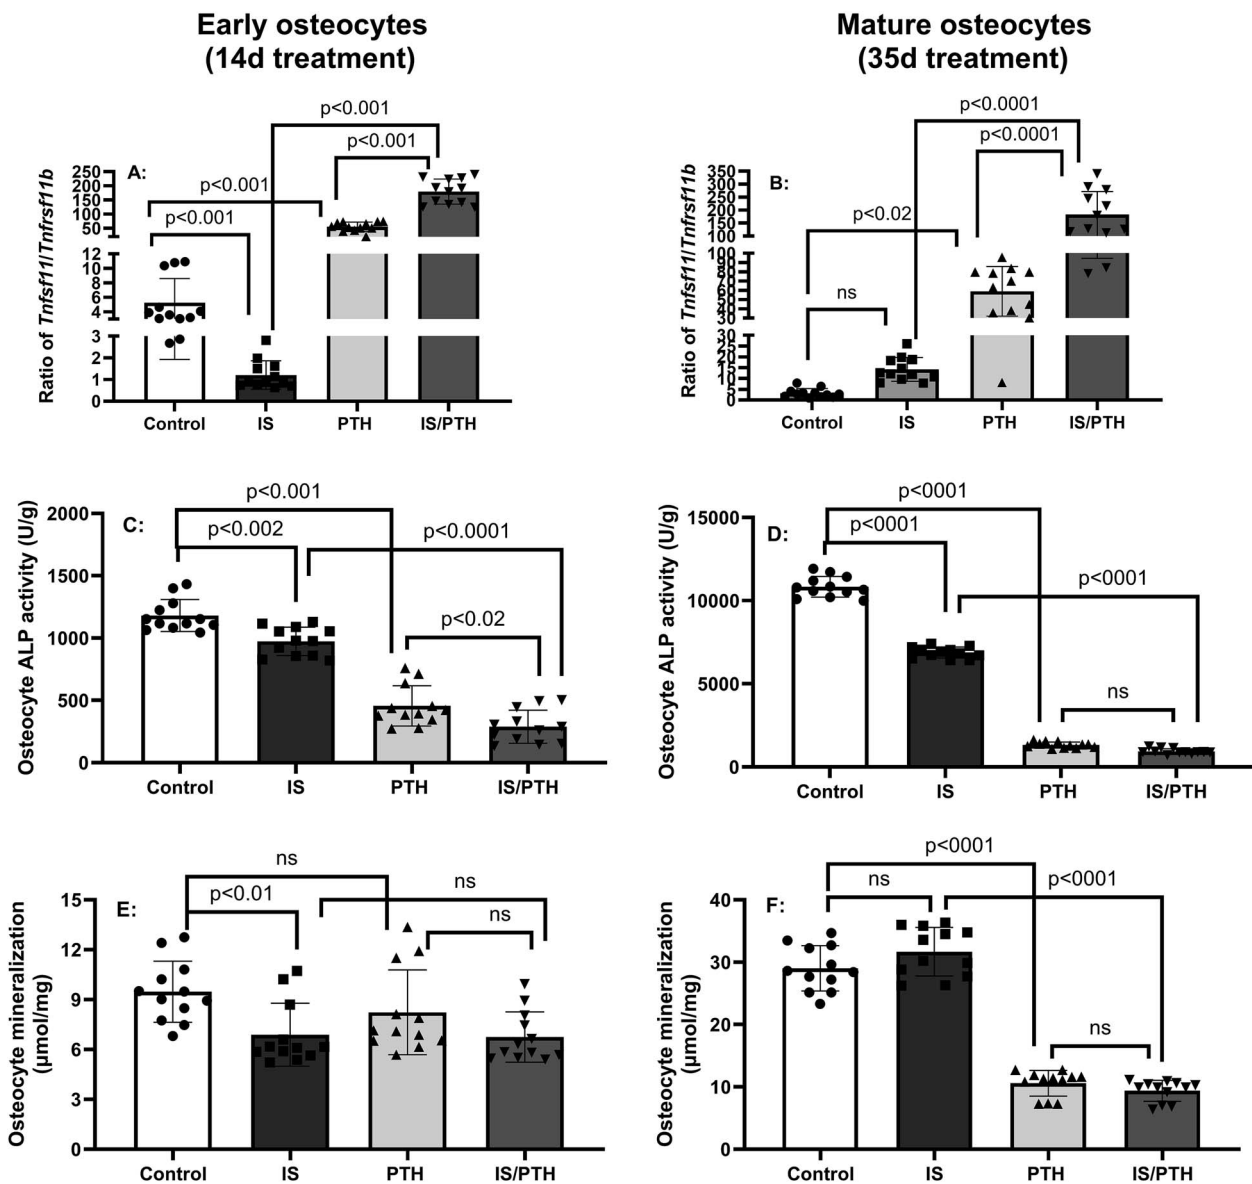 Early osteocytes
(14d treatment)
Mature osteocytes
(35d treatment)
A:
Ratio of Tnfsf11/Tnfrsf11b
p<0.001
p<0.001
p<0.001
p<0.001
250
200
150
100
50
12
10
8
6
4
3
2
1
0
Control
IS
PTH
IS/PTH
B:
Ratio of Tnfsf11/Tnfrsf11b
p<0.0001
p<0.0001
p<0.02
ns
350
300
250
200
150
100
100
90
80
70
60
50
40
30
30
25
20
15
10
5
0
Control
IS
PTH
IS/PTH
C:
Osteocyte ALP activity (U/g)
p<0.001
p<0.002
p<0.0001
p<0.02
2000
1500
1000
500
0
Control
IS
PTH
IS/PTH
D:
Osteocyte ALP activity (U/g)
p<0001
p<0001
p<0001
ns
15000
10000
5000
0
Control
IS
PTH
IS/PTH
E:
Osteocyte mineralization
(µmol/mg)
ns
p<0.01
ns
ns
15
12
9
6
3
0
Control
IS
PTH
IS/PTH
F:
Osteocyte mineralization
(µmol/mg)
p<0001
ns
p<0001
ns
40
30
20
10
0
Control
IS
PTH
IS/PTH